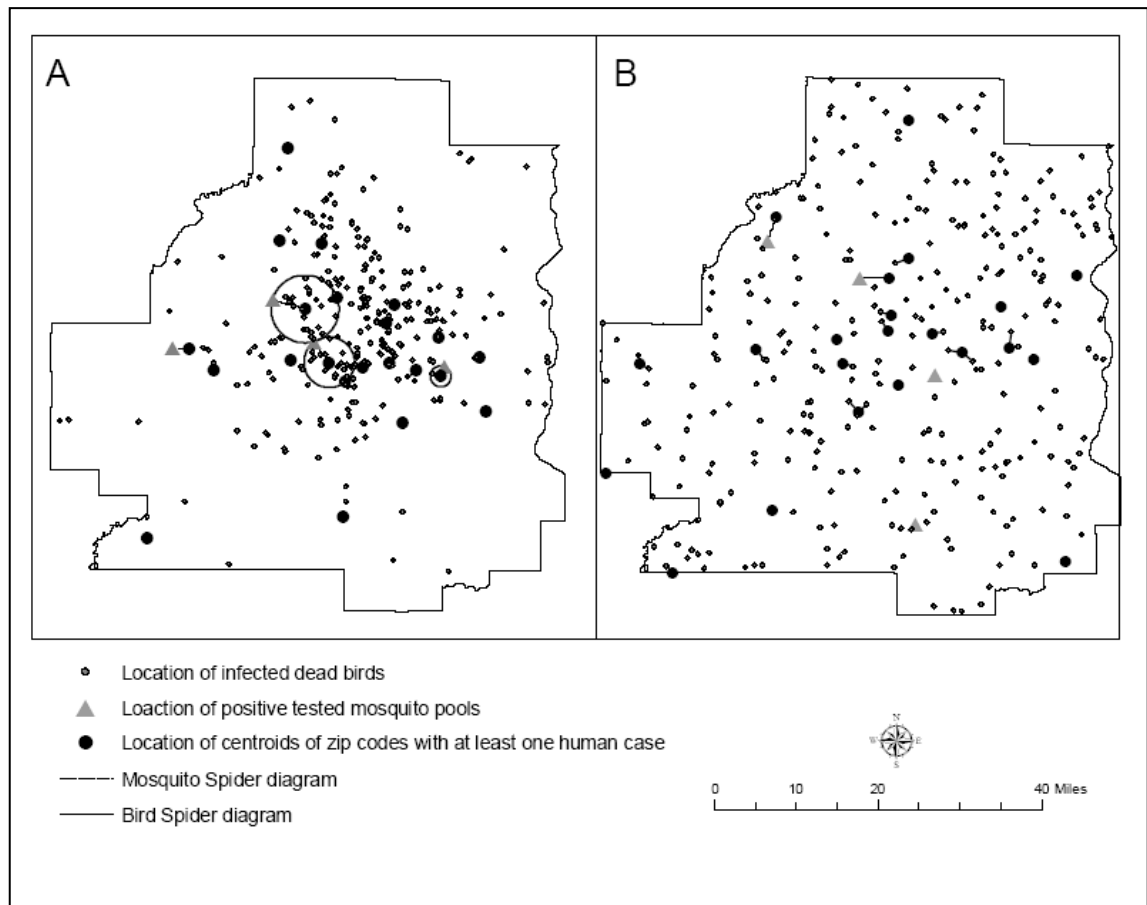 A
B
Location of infected dead birds
Loaction of positive tested mosquito pools
Location of centroids of zip codes with at least one human case
Mosquito Spider diagram
Bird Spider diagram
N
W E
S
0 10 20 40 Miles